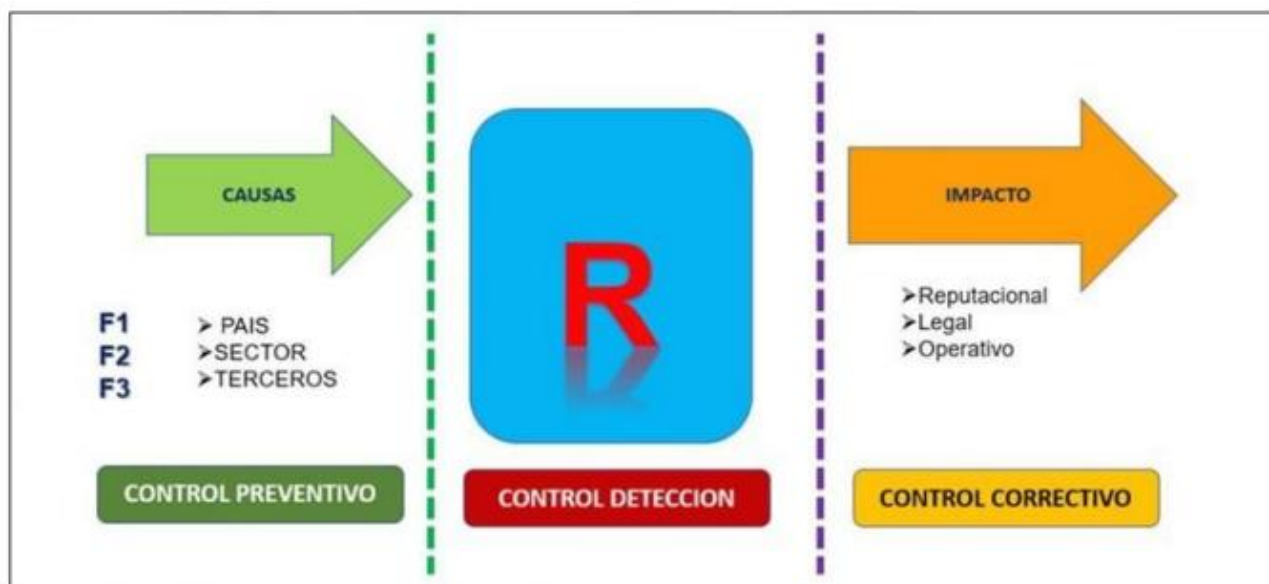 CAUSAS
F1
F2
F3
➢ PAIS
➢SECTOR
➢TERCEROS
CONTROL PREVENTIVO
R
CONTROL DETECCION
IMPACTO
➢Reputacional
➢Legal
➢Operativo
CONTROL CORRECTIVO